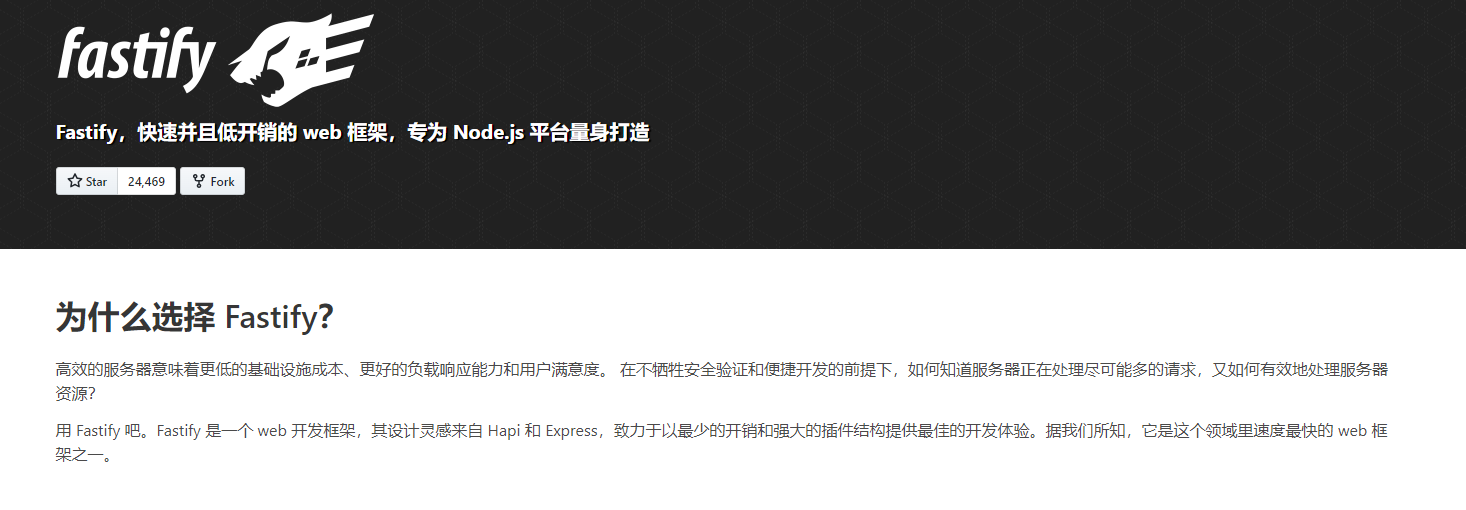 fastify
Fastify，快速并且低开销的 web 框架，专为 Node.js 平台量身打造
Star 24,469 Fork
为什么选择 Fastify？
高效的服务器意味着更低的基础设施成本、更好的负载响应能力和用户满意度。 在不牺牲安全验证和便捷开发的前提下，如何知道服务器正在处理尽可能多的请求，又如何有效地处理服务器
资源？
用 Fastify 吧。Fastify 是一个 web 开发框架，其设计灵感来自 Hapi 和 Express，致力于以最少的开销和强大的插件结构提供最佳的开发体验。据我们所知，它是这个领域里速度最快的 web 框
架之一。